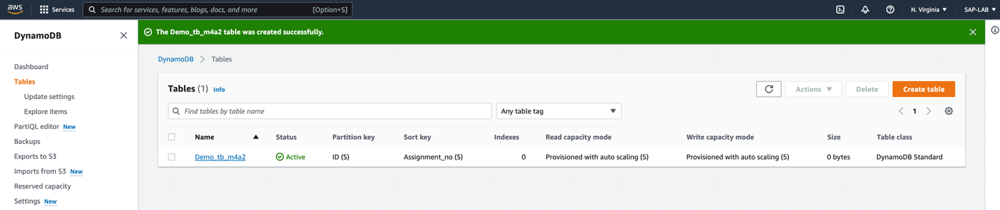 aws Services Search for services, features, blogs, docs, and more [Option+S] N. Virginia ▼ SAP-LAB ▼
DynamoDB
The Demo_tb_m4a2 table was created successfully.
DynamoDB > Tables
Dashboard
Tables
Update settings
Explore items
PartiQL editor New
Backups
Exports to S3
Imports from S3 New
Reserved capacity
Settings New
Tables (1) Info
Actions ▼ Delete Create table
Find tables by table name Any table tag ▼
< 1 >
Name ▲ Status Partition key Sort key Indexes Read capacity mode Write capacity mode Size Table class
Demo_tb_m4a2 Active ID (S) Assignment_no (S) 0 Provisioned with auto scaling (5) Provisioned with auto scaling (5) 0 bytes DynamoDB Standard